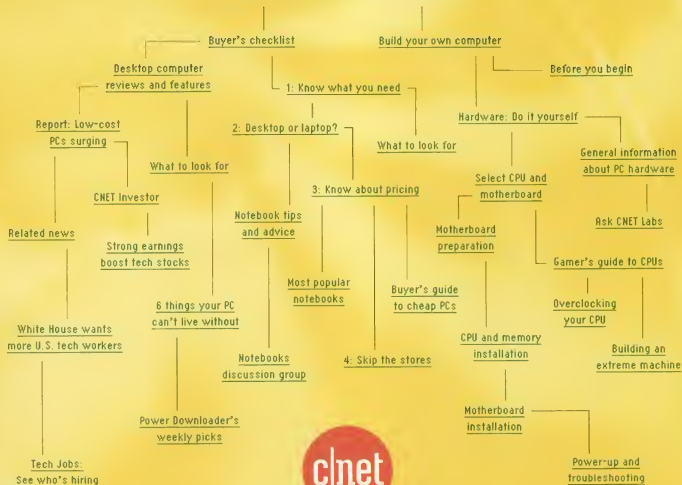 Buyer's checklist
Build your own computer
Desktop computer
reviews and features
Before you begin
1: Know what you need
Report: Low-cost
PCs surging
2: Desktop or laptop?
Hardware: Do it yourself
What to look for
What to look for
General information
about PC hardware
CNET Investor
3: Know about pricing
Select CPU and
motherboard
Related news
Notebook tips
and advice
Ask CNET Labs
Strong earnings
boost tech stocks
Motherboard
preparation
Gamer's guide to CPUs
Most popular
notebooks
Buyer's guide
to cheap PCs
6 things your PC
can't live without
Overclocking
your CPU
White House wants
more U.S. tech workers
CPU and memory
installation
Building an
extreme machine
Notebooks
discussion group
4: Skip the stores
Power Downloader's
weekly picks
Motherboard
installation
Tech Jobs:
See who's hiring
c|net
Power-up and
troubleshooting